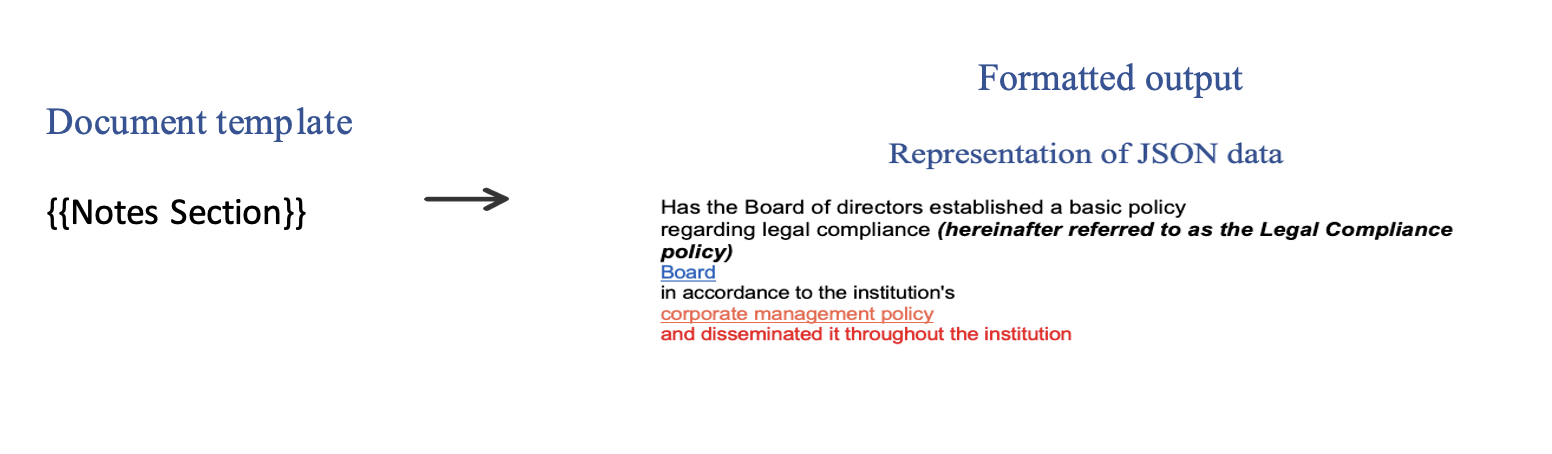 Document template
{{Notes Section}}
Formatted output
Representation of JSON data
Has the Board of directors established a basic policy
regarding legal compliance (hereinafter referred to as the Legal Compliance
policy)
Board
in accordance to the institution's
corporate management policy
and disseminated it throughout the institution